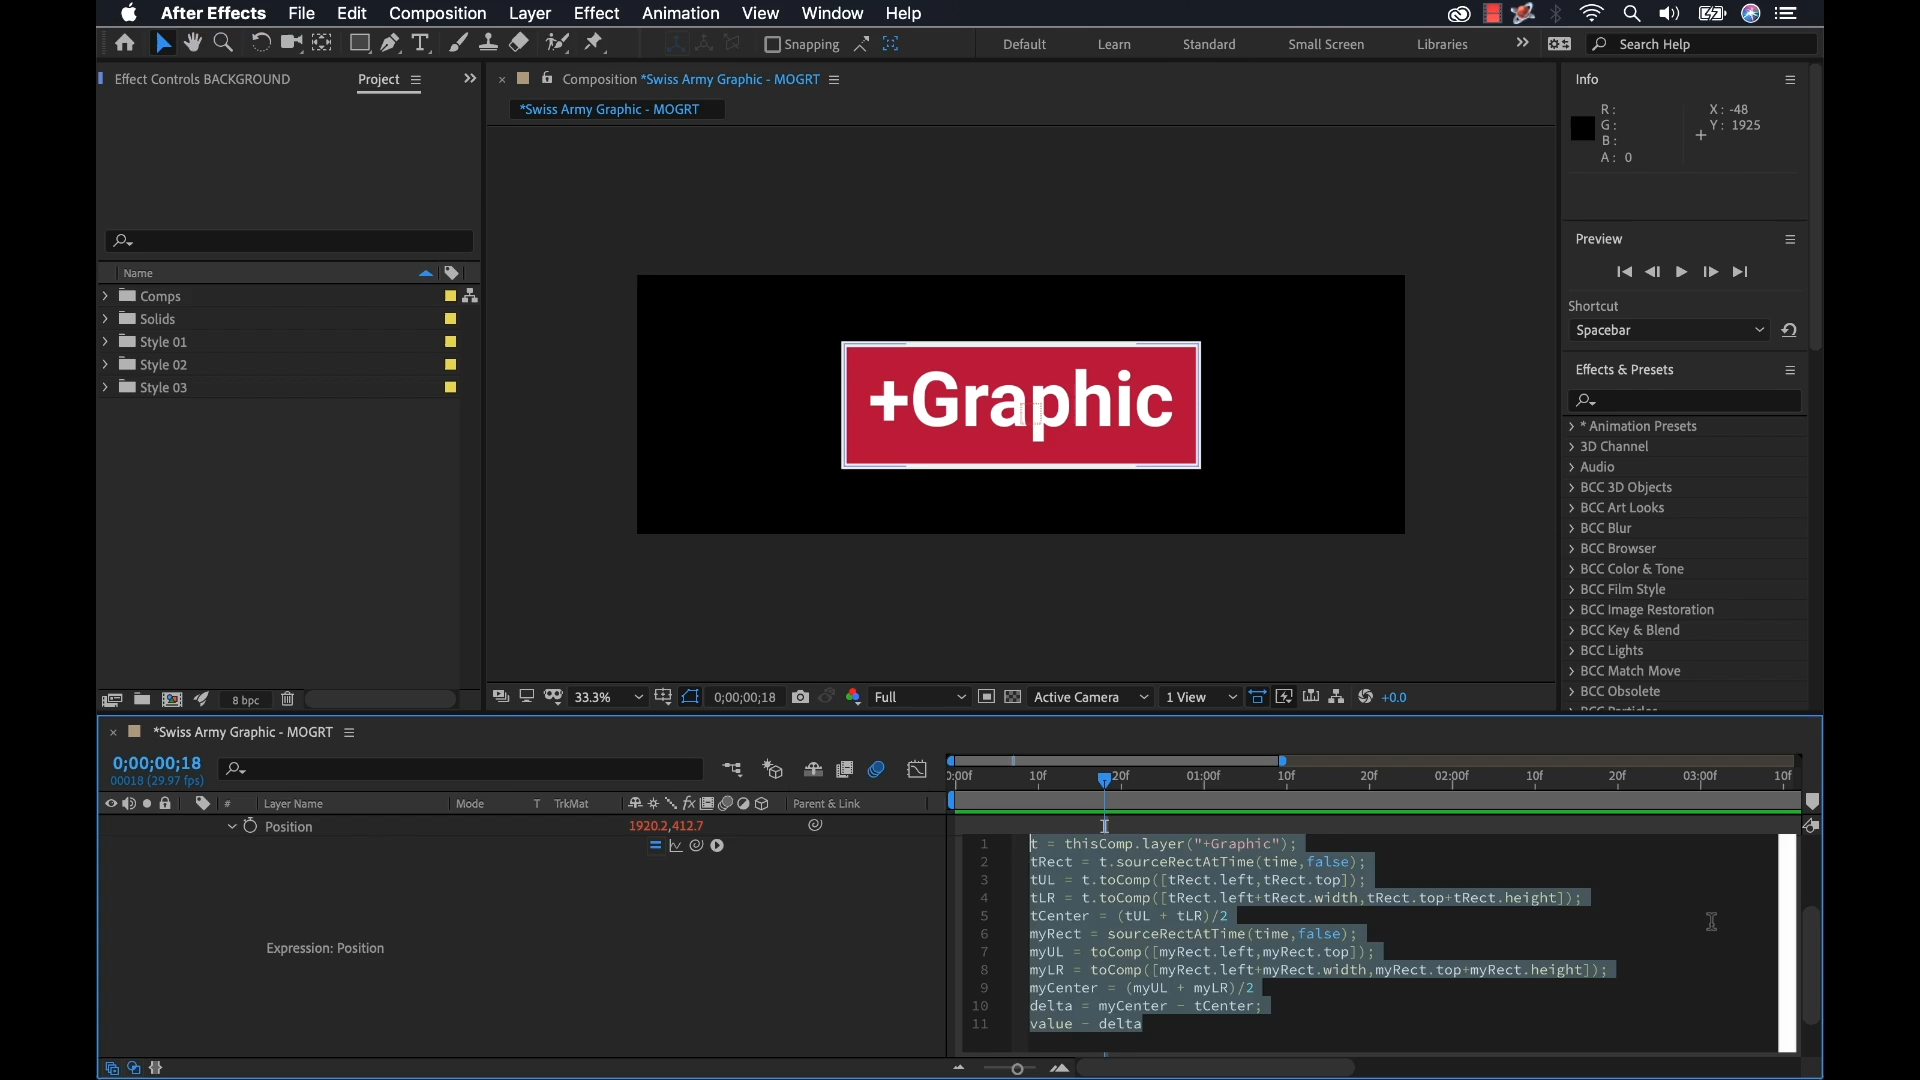 After Effects File Edit Composition Layer Effect Animation View Window Help
Snapping Default Learn Standard Small Screen Libraries Search Help
Effect Controls BACKGROUND Project
Composition *Swiss Army Graphic - MOGRT
*Swiss Army Graphic - MOGRT
Info
R:
G:
B:
A: 0
X: -48
Y: 1925
Name
Comps
Solids
Style 01
Style 02
Style 03
+Graphic
Preview
Shortcut
Spacebar
Effects & Presets
* Animation Presets
3D Channel
Audio
BCC 3D Objects
BCC Art Looks
BCC Blur
BCC Browser
BCC Color & Tone
BCC Film Style
BCC Image Restoration
BCC Key & Blend
BCC Lights
BCC Match Move
BCC Obsolete
8 bpc
33.3% 0;00;00;18 Full Active Camera 1 View +0.0
*Swiss Army Graphic - MOGRT
0;00;00;18
00018 (29.97 fps)
:00f 10f 20f 01:00f 10f 20f 02:00f 10f 20f 03:00f 10f
# Layer Name Mode T TrkMat Parent & Link
Position 1920.2,412.7
Expression: Position
1 t = thisComp.layer("+Graphic");
2 tRect = t.sourceRectAtTime(time,false);
3 tUL = t.toComp([tRect.left,tRect.top]);
4 tLR = t.toComp([tRect.left+tRect.width,tRect.top+tRect.height]);
5 tCenter = (tUL + tLR)/2
6 myRect = sourceRectAtTime(time,false);
7 myUL = toComp([myRect.left,myRect.top]);
8 myLR = toComp([myRect.left+myRect.width,myRect.top+myRect.height]);
9 myCenter = (myUL + myLR)/2
10 delta = myCenter - tCenter;
11 value - delta